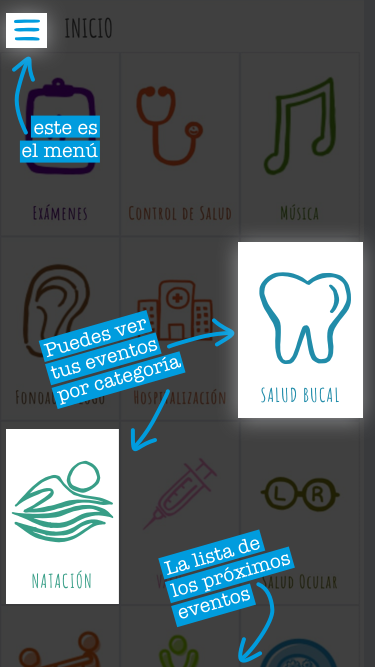 INICIO
este es
el menú
Exámenes
Control de Salud
Música
Puedes ver
tus eventos
por categoría
Hospitalización
SALUD BUCAL
L R
NATACIÓN
Salud Ocular
La lista de
los próximos
eventos